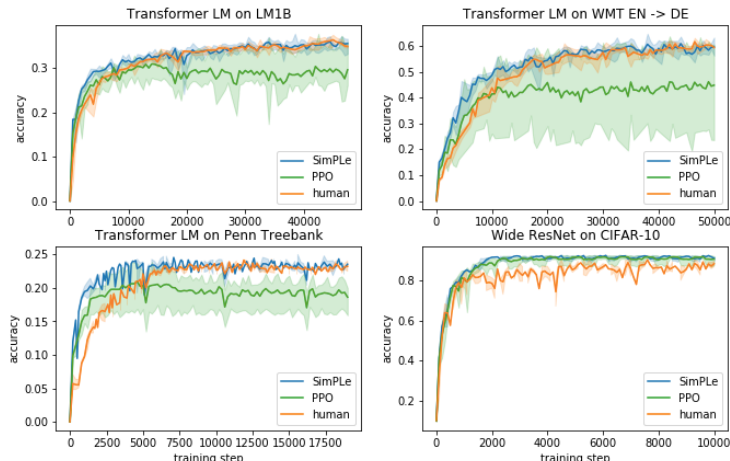 Transformer LM on LM1B
accuracy
0.3
0.2
0.1
0.0
0 10000 20000 30000 40000
SimPLe
PPO
human
Transformer LM on WMT EN -> DE
accuracy
0.6
0.5
0.4
0.3
0.2
0.1
0.0
0 10000 20000 30000 40000 50000
SimPLe
PPO
human
Transformer LM on Penn Treebank
accuracy
0.25
0.20
0.15
0.10
0.05
0.00
0 2500 5000 7500 10000 12500 15000 17500
training step
SimPLe
PPO
human
Wide ResNet on CIFAR-10
accuracy
0.8
0.6
0.4
0.2
0 2000 4000 6000 8000 10000
training step
SimPLe
PPO
human